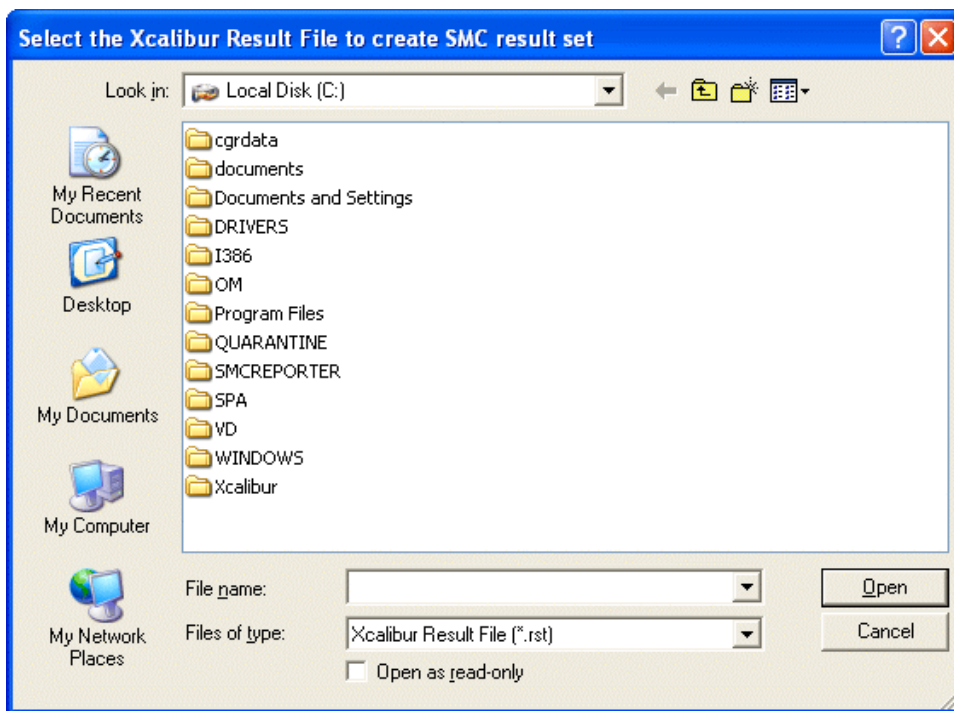 Select the Xcalibur Result File to create SMC result set
Look in:
Local Disk (C:)
My Recent
Documents
Desktop
My Documents
My Computer
My Network
Places
cgrdata
documents
Documents and Settings
DRIVERS
I386
OM
Program Files
QUARANTINE
SMCREPORTER
SPA
VD
WINDOWS
Xcalibur
File name:
Open
Files of type:
Xcalibur Result File (*.rst)
Cancel
Open as read-only